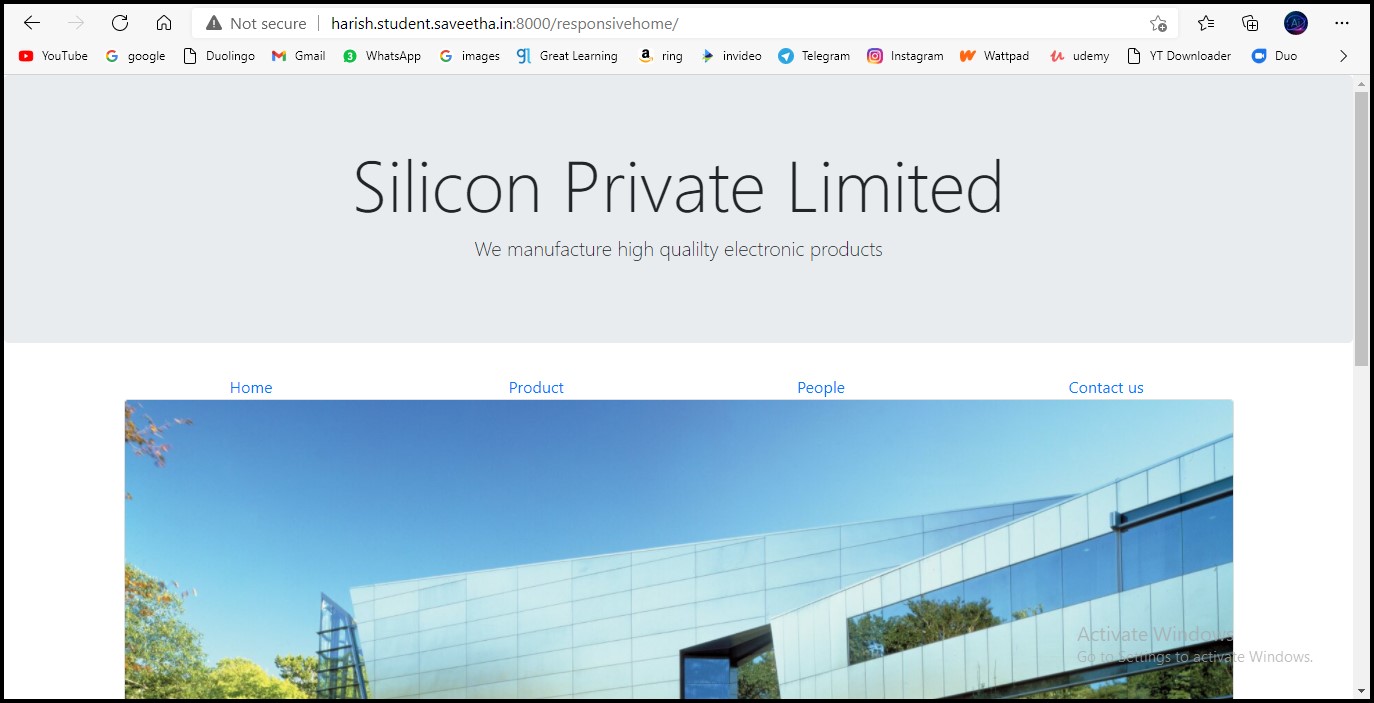 Not secure harish.student.saveetha.in:8000/responsivehome/
YouTube google Duolingo Gmail WhatsApp images Great Learning ring invideo Telegram Instagram Wattpad udemy YT Downloader Duo
Silicon Private Limited
We manufacture high qualilty electronic products
Home Product People Contact us
Activate Windows
Go to Settings to activate Windows.